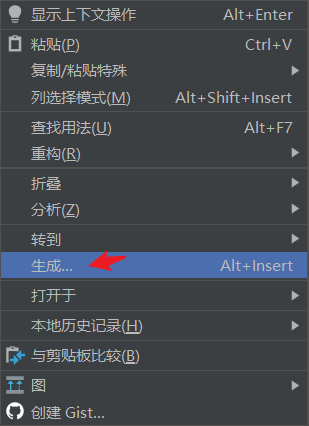 显示上下文操作 Alt+Enter
粘贴(P) Ctrl+V
复制/粘贴特殊
列选择模式(M) Alt+Shift+Insert
查找用法(U) Alt+F7
重构(R)
折叠
分析(Z)
转到
生成... Alt+Insert
打开于
本地历史记录(H)
与剪贴板比较(B)
图
创建 Gist...